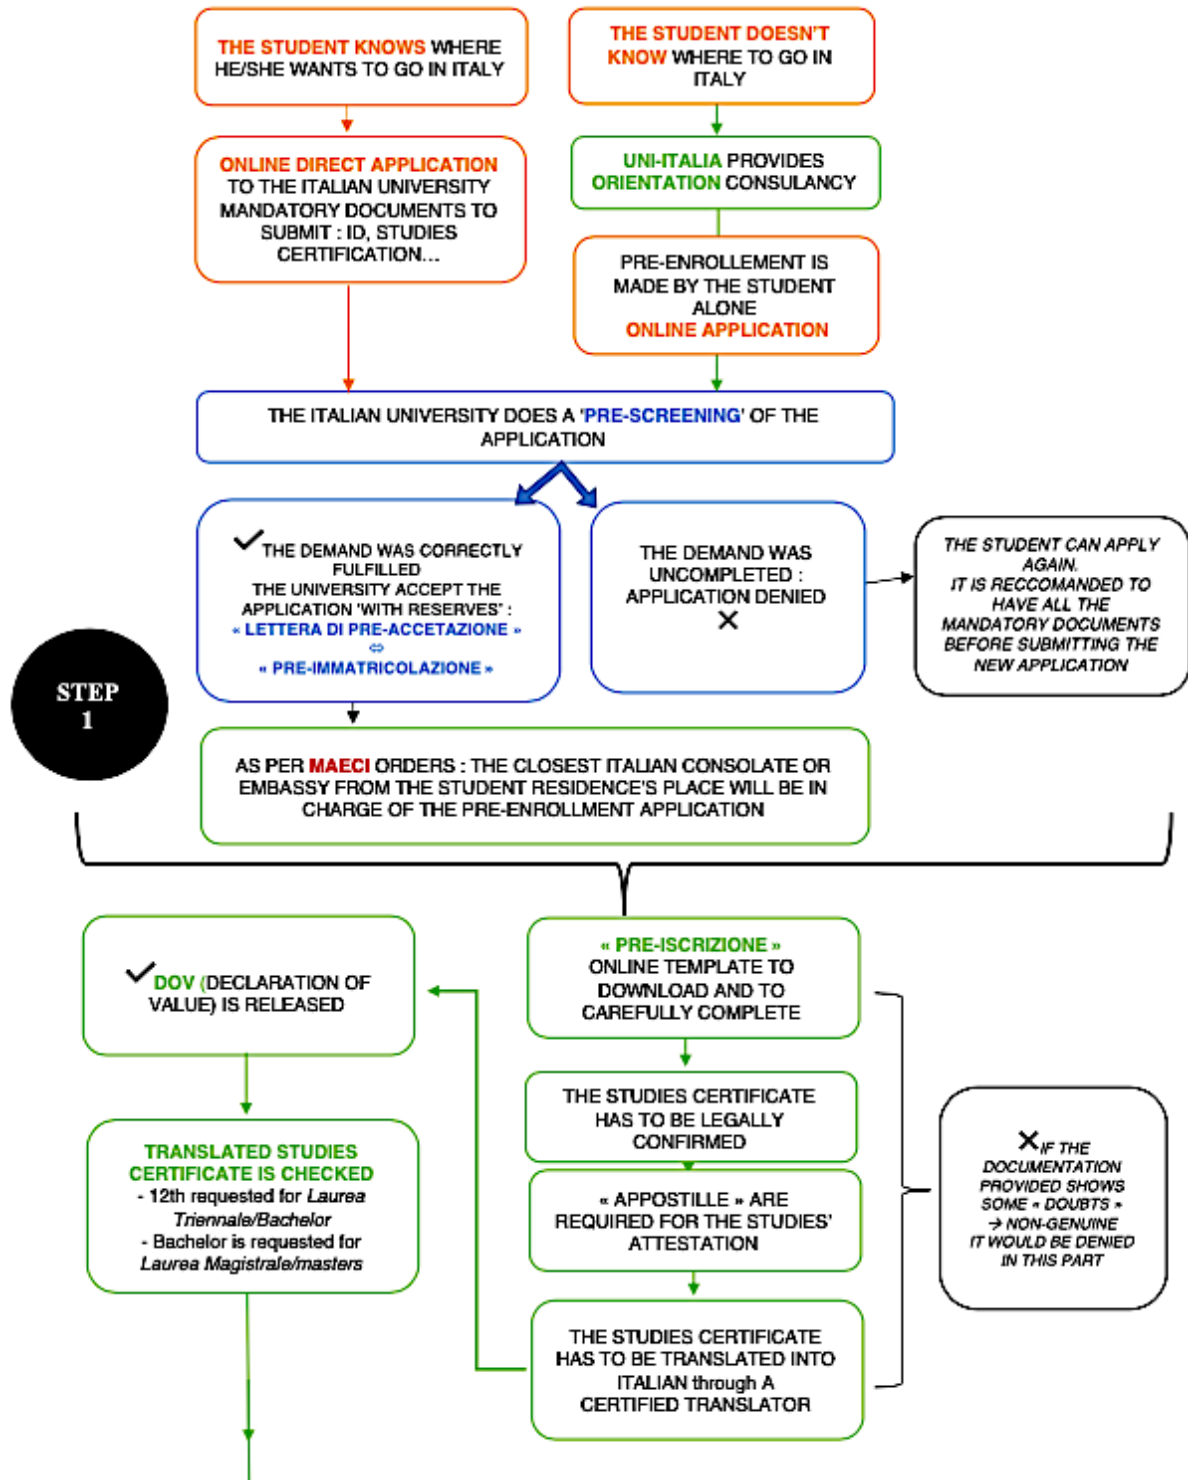 THE STUDENT KNOWS WHERE
HE/SHE WANTS TO GO IN ITALY
THE STUDENT DOESN'T
KNOW WHERE TO GO IN
ITALY
ONLINE DIRECT APPLICATION
TO THE ITALIAN UNIVERSITY
MANDATORY DOCUMENTS TO
SUBMIT : ID, STUDIES
CERTIFICATION...
UNI-ITALIA PROVIDES
ORIENTATION CONSULANCY
PRE-ENROLLEMENT IS
MADE BY THE STUDENT
ALONE
ONLINE APPLICATION
THE ITALIAN UNIVERSITY DOES A 'PRE-SCREENING' OF THE
APPLICATION
✓THE DEMAND WAS CORRECTLY
FULFILLED
THE UNIVERSITY ACCEPT THE
APPLICATION 'WITH RESERVES' :
« LETTERA DI PRE-ACCETAZIONE »
⇔
« PRE-IMMATRICOLAZIONE »
THE DEMAND WAS
UNCOMPLETED :
APPLICATION DENIED
✕
THE STUDENT CAN APPLY
AGAIN.
IT IS RECCOMANDED TO
HAVE ALL THE
MANDATORY DOCUMENTS
BEFORE SUBMITTING THE
NEW APPLICATION
STEP
1
AS PER MAECI ORDERS : THE CLOSEST ITALIAN CONSOLATE OR
EMBASSY FROM THE STUDENT RESIDENCE'S PLACE WILL BE IN
CHARGE OF THE PRE-ENROLLMENT APPLICATION
« PRE-ISCRIZIONE »
ONLINE TEMPLATE TO
DOWNLOAD AND TO
CAREFULLY COMPLETE
THE STUDIES CERTIFICATE
HAS TO BE LEGALLY
CONFIRMED
« APPOSTILLE » ARE
REQUIRED FOR THE STUDIES'
ATTESTATION
THE STUDIES CERTIFICATE
HAS TO BE TRANSLATED INTO
ITALIAN through A
CERTIFIED TRANSLATOR
✕IF THE
DOCUMENTATION
PROVIDED SHOWS
SOME « DOUBTS »
→ NON-GENUINE
IT WOULD BE DENIED
IN THIS PART
✓DOV (DECLARATION OF
VALUE) IS RELEASED
TRANSLATED STUDIES
CERTIFICATE IS CHECKED
- 12th requested for Laurea
Triennale/Bachelor
- Bachelor is requested for
Laurea Magistrale/masters